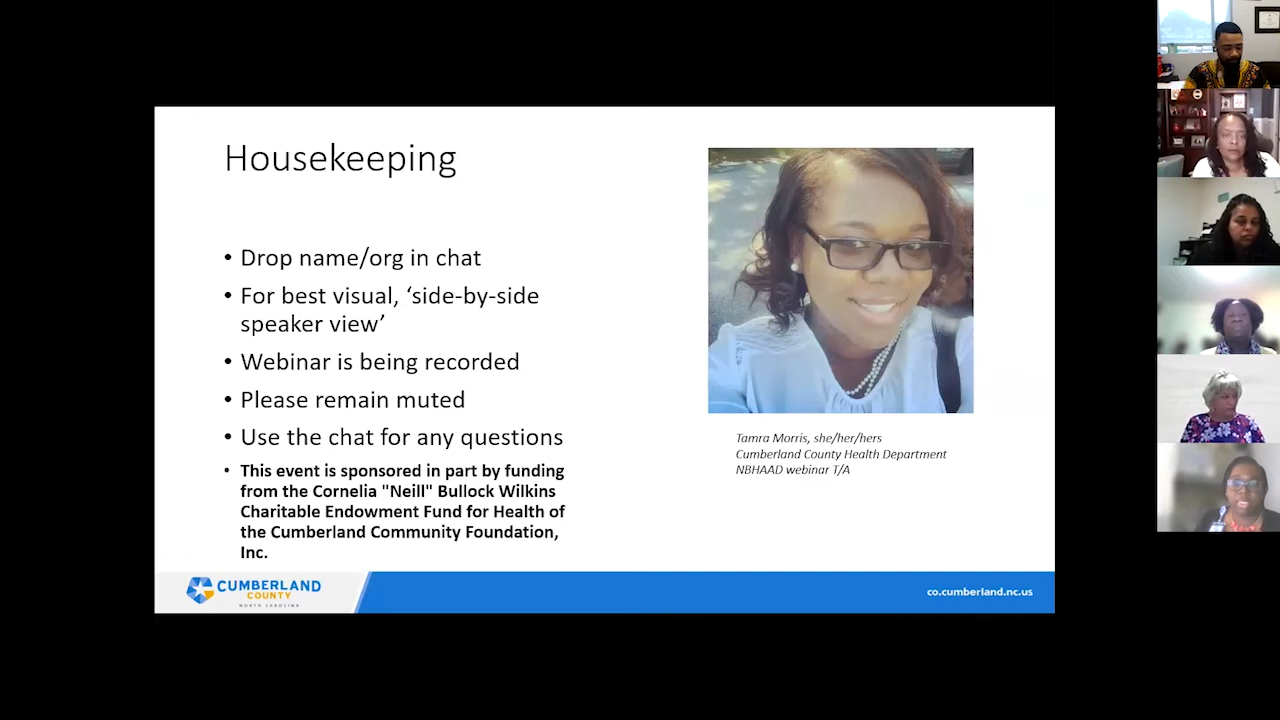 Housekeeping
• Drop name/org in chat
• For best visual, ‘side-by-side
speaker view’
• Webinar is being recorded
• Please remain muted
• Use the chat for any questions
• This event is sponsored in part by funding
from the Cornelia "Neill" Bullock Wilkins
Charitable Endowment Fund for Health of
the Cumberland Community Foundation,
Inc.
Tamra Morris, she/her/hers
Cumberland County Health Department
NBHAAD webinar T/A
CUMBERLAND
COUNTY
NORTH CAROLINA
co.cumberland.nc.us